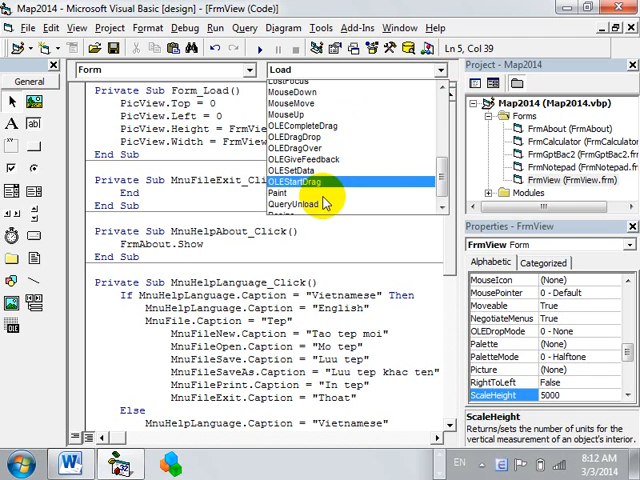 Map2014 - Microsoft Visual Basic [design] - [FrmView (Code)]
File Edit View Project Format Debug Run Query Diagram Tools Add-Ins Window Help
Ln 5, Col 39
General
Form
Load
LostFocus
MouseDown
MouseMove
MouseUp
OLECompleteDrag
OLEDragDrop
OLEDragOver
OLEGiveFeedback
OLESetData
OLEStartDrag
Paint
QueryUnload
Private Sub Form_Load()
PicView.Top = 0
PicView.Left = 0
PicView.Height = FrmVie
PicView.Width = FrmVi
End Sub
Private Sub MnuFileExit_Cl
End
End Sub
Private Sub MnuHelpAbout_Click()
FrmAbout.Show
End Sub
Private Sub MnuHelpLanguage_Click()
If MnuHelpLanguage.Caption = "Vietnamese" Then
MnuHelpLanguage.Caption = "English"
MnuFile.Caption = "Tep"
MnuFileNew.Caption = "Tao tep moi"
MnuFileOpen.Caption = "Mo tep"
MnuFileSave.Caption = "Luu tep"
MnuFileSaveAs.Caption = "Luu tep khac ten"
MnuFilePrint.Caption = "In tep"
MnuFileExit.Caption = "Thoat"
Else
MnuHelpLanguage.Caption = "Vietnamese"
Project - Map2014
Map2014 (Map2014.vbp)
Forms
FrmAbout (FrmAbout.frm)
FrmCalculator (FrmCalculator.frm)
FrmGptBac2 (FrmGptBac2.frm)
FrmHelp (FrmHelp.frm)
FrmView (FrmView.frm)
Modules
Properties - FrmView
FrmView Form
Alphabetic Categorized
MouseIcon (None)
MousePointer 0 - Default
Moveable True
NegotiateMenus True
OLEDropMode 0 - None
Palette (None)
PaletteMode 0 - Halftone
Picture (None)
RightToLeft False
ScaleHeight 5000
ScaleHeight
Returns/sets the number of units for the vertical measurement of an object's interior.
EN
8:12 AM
3/3/2014